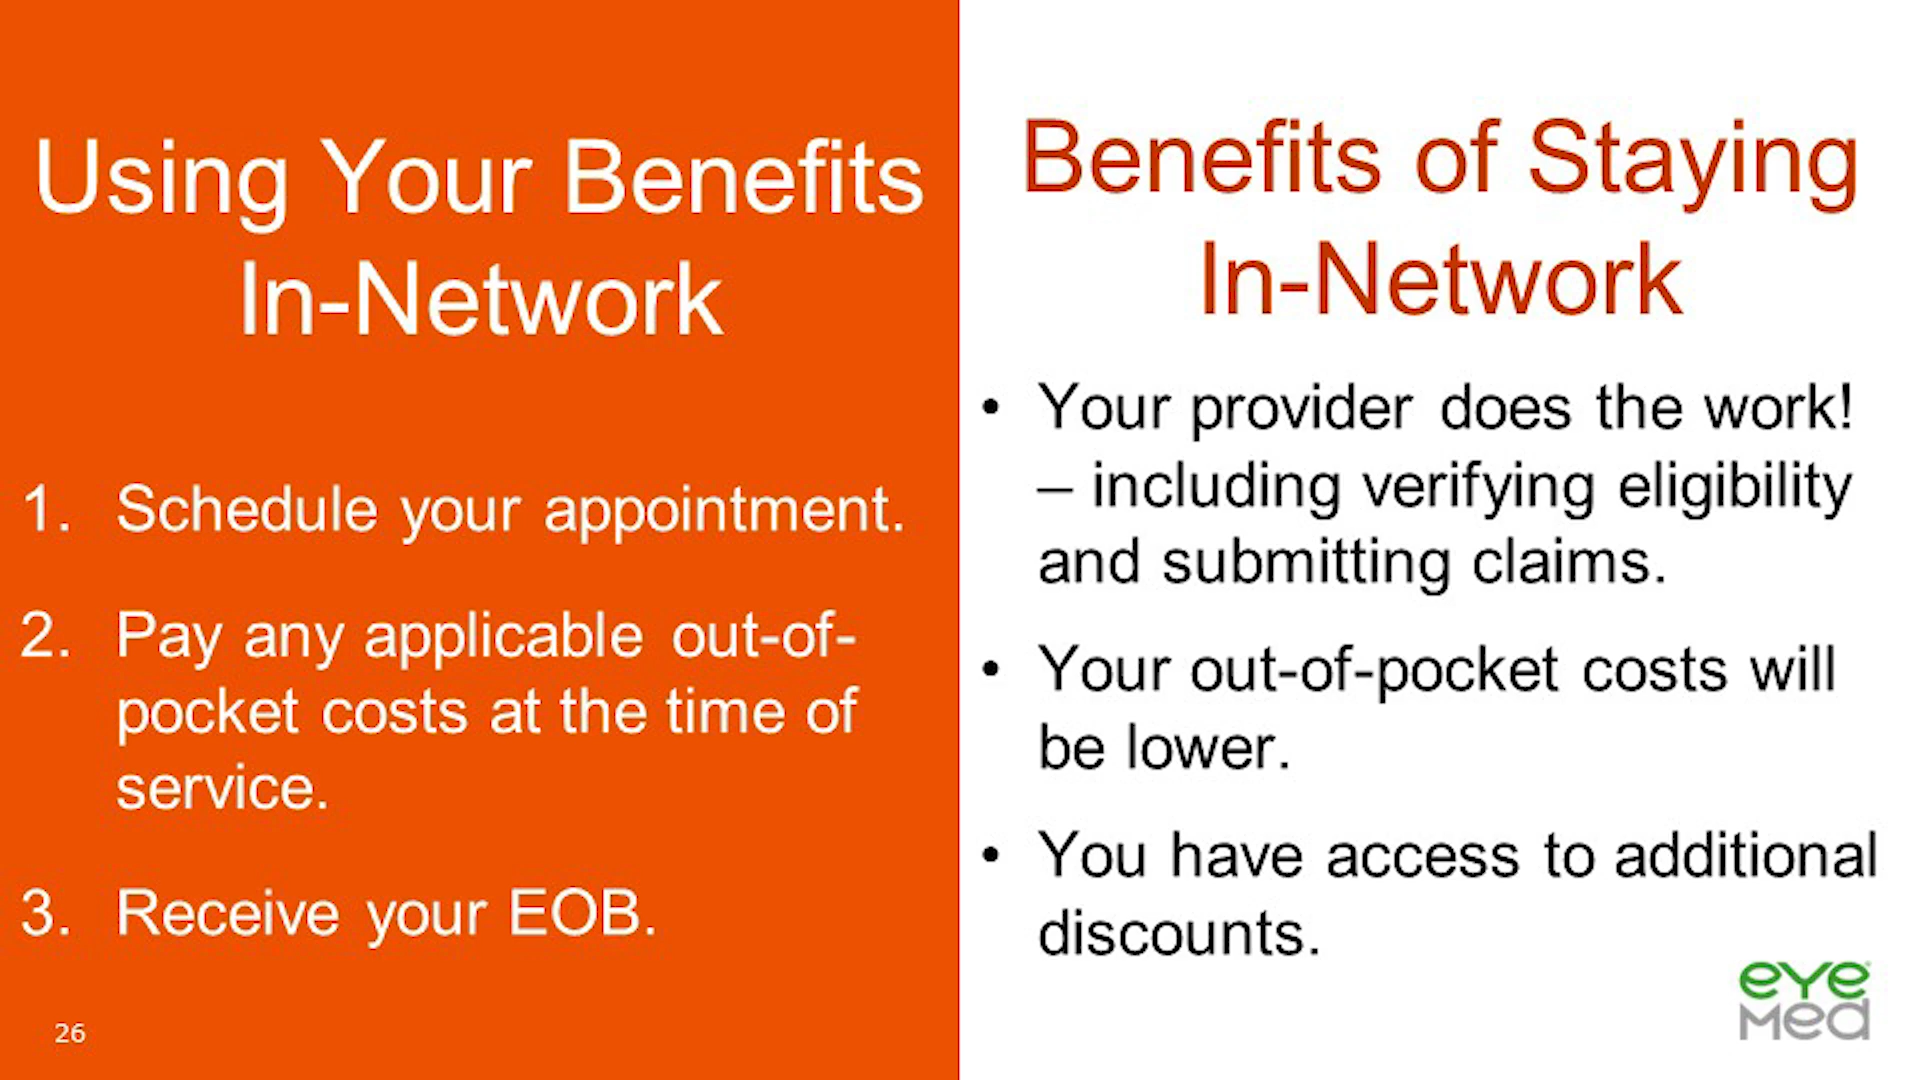 Using Your Benefits
In-Network
1. Schedule your appointment.
2. Pay any applicable out-of-
pocket costs at the time of
service.
3. Receive your EOB.
26
Benefits of Staying
In-Network
• Your provider does the work!
– including verifying eligibility
and submitting claims.
• Your out-of-pocket costs will
be lower.
• You have access to additional
discounts.
eye
Med